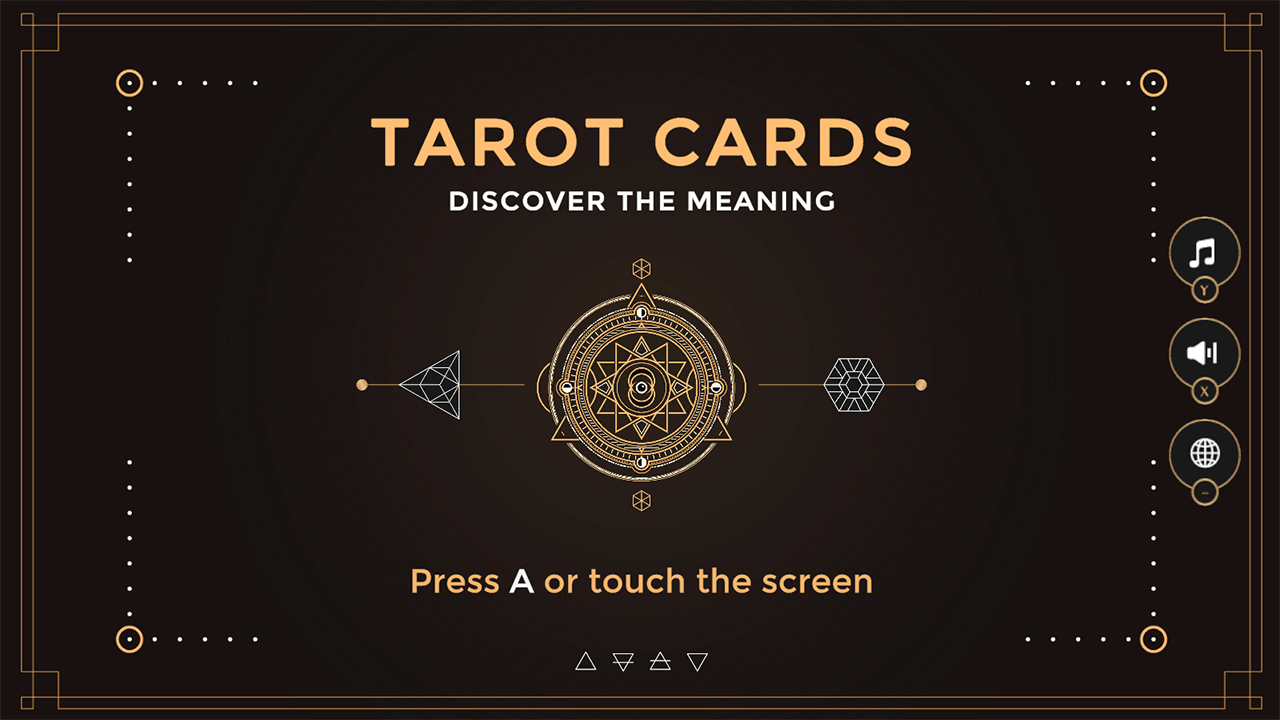 TAROT CARDS
DISCOVER THE MEANING
Y
X
-
Press A or touch the screen